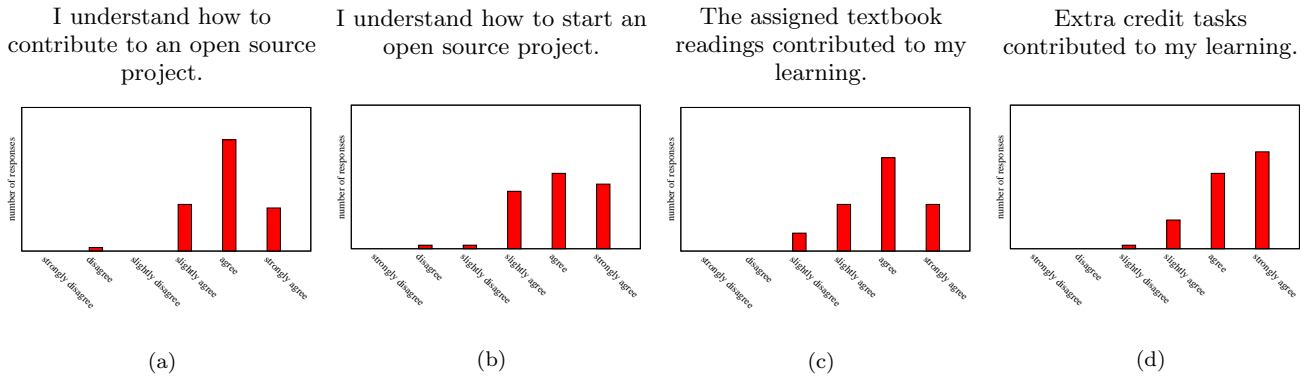 I understand how to
contribute to an open source
project.
number of responses
strongly disagree
disagree
slightly disagree
slightly agree
agree
strongly agree
(a)
I understand how to start an
open source project.
number of responses
strongly disagree
disagree
slightly disagree
slightly agree
agree
strongly agree
(b)
The assigned textbook
readings contributed to my
learning.
number of responses
strongly disagree
disagree
slightly disagree
slightly agree
agree
strongly agree
(c)
Extra credit tasks
contributed to my learning.
number of responses
strongly disagree
disagree
slightly disagree
slightly agree
agree
strongly agree
(d)